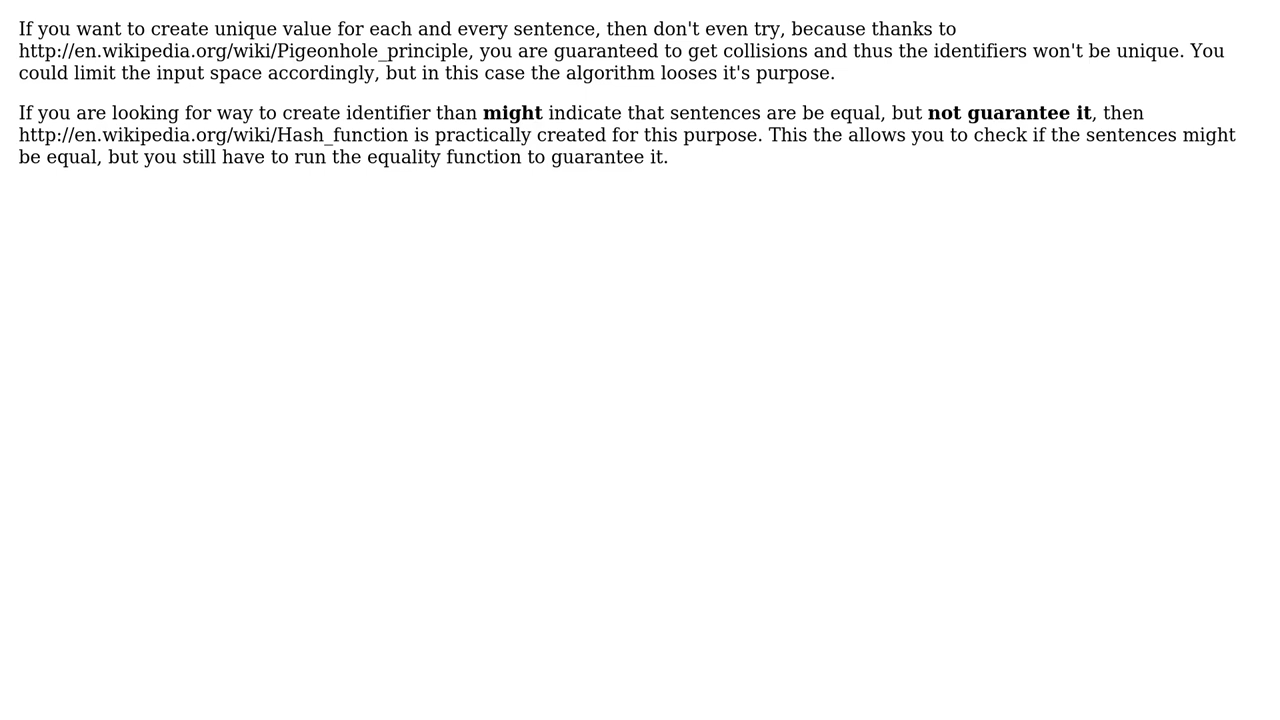 If you want to create unique value for each and every sentence, then don't even try, because thanks to
http://en.wikipedia.org/wiki/Pigeonhole_principle, you are guaranteed to get collisions and thus the identifiers won't be unique. You
could limit the input space accordingly, but in this case the algorithm looses it's purpose.
If you are looking for way to create identifier than might indicate that sentences are be equal, but not guarantee it, then
http://en.wikipedia.org/wiki/Hash_function is practically created for this purpose. This the allows you to check if the sentences might
be equal, but you still have to run the equality function to guarantee it.